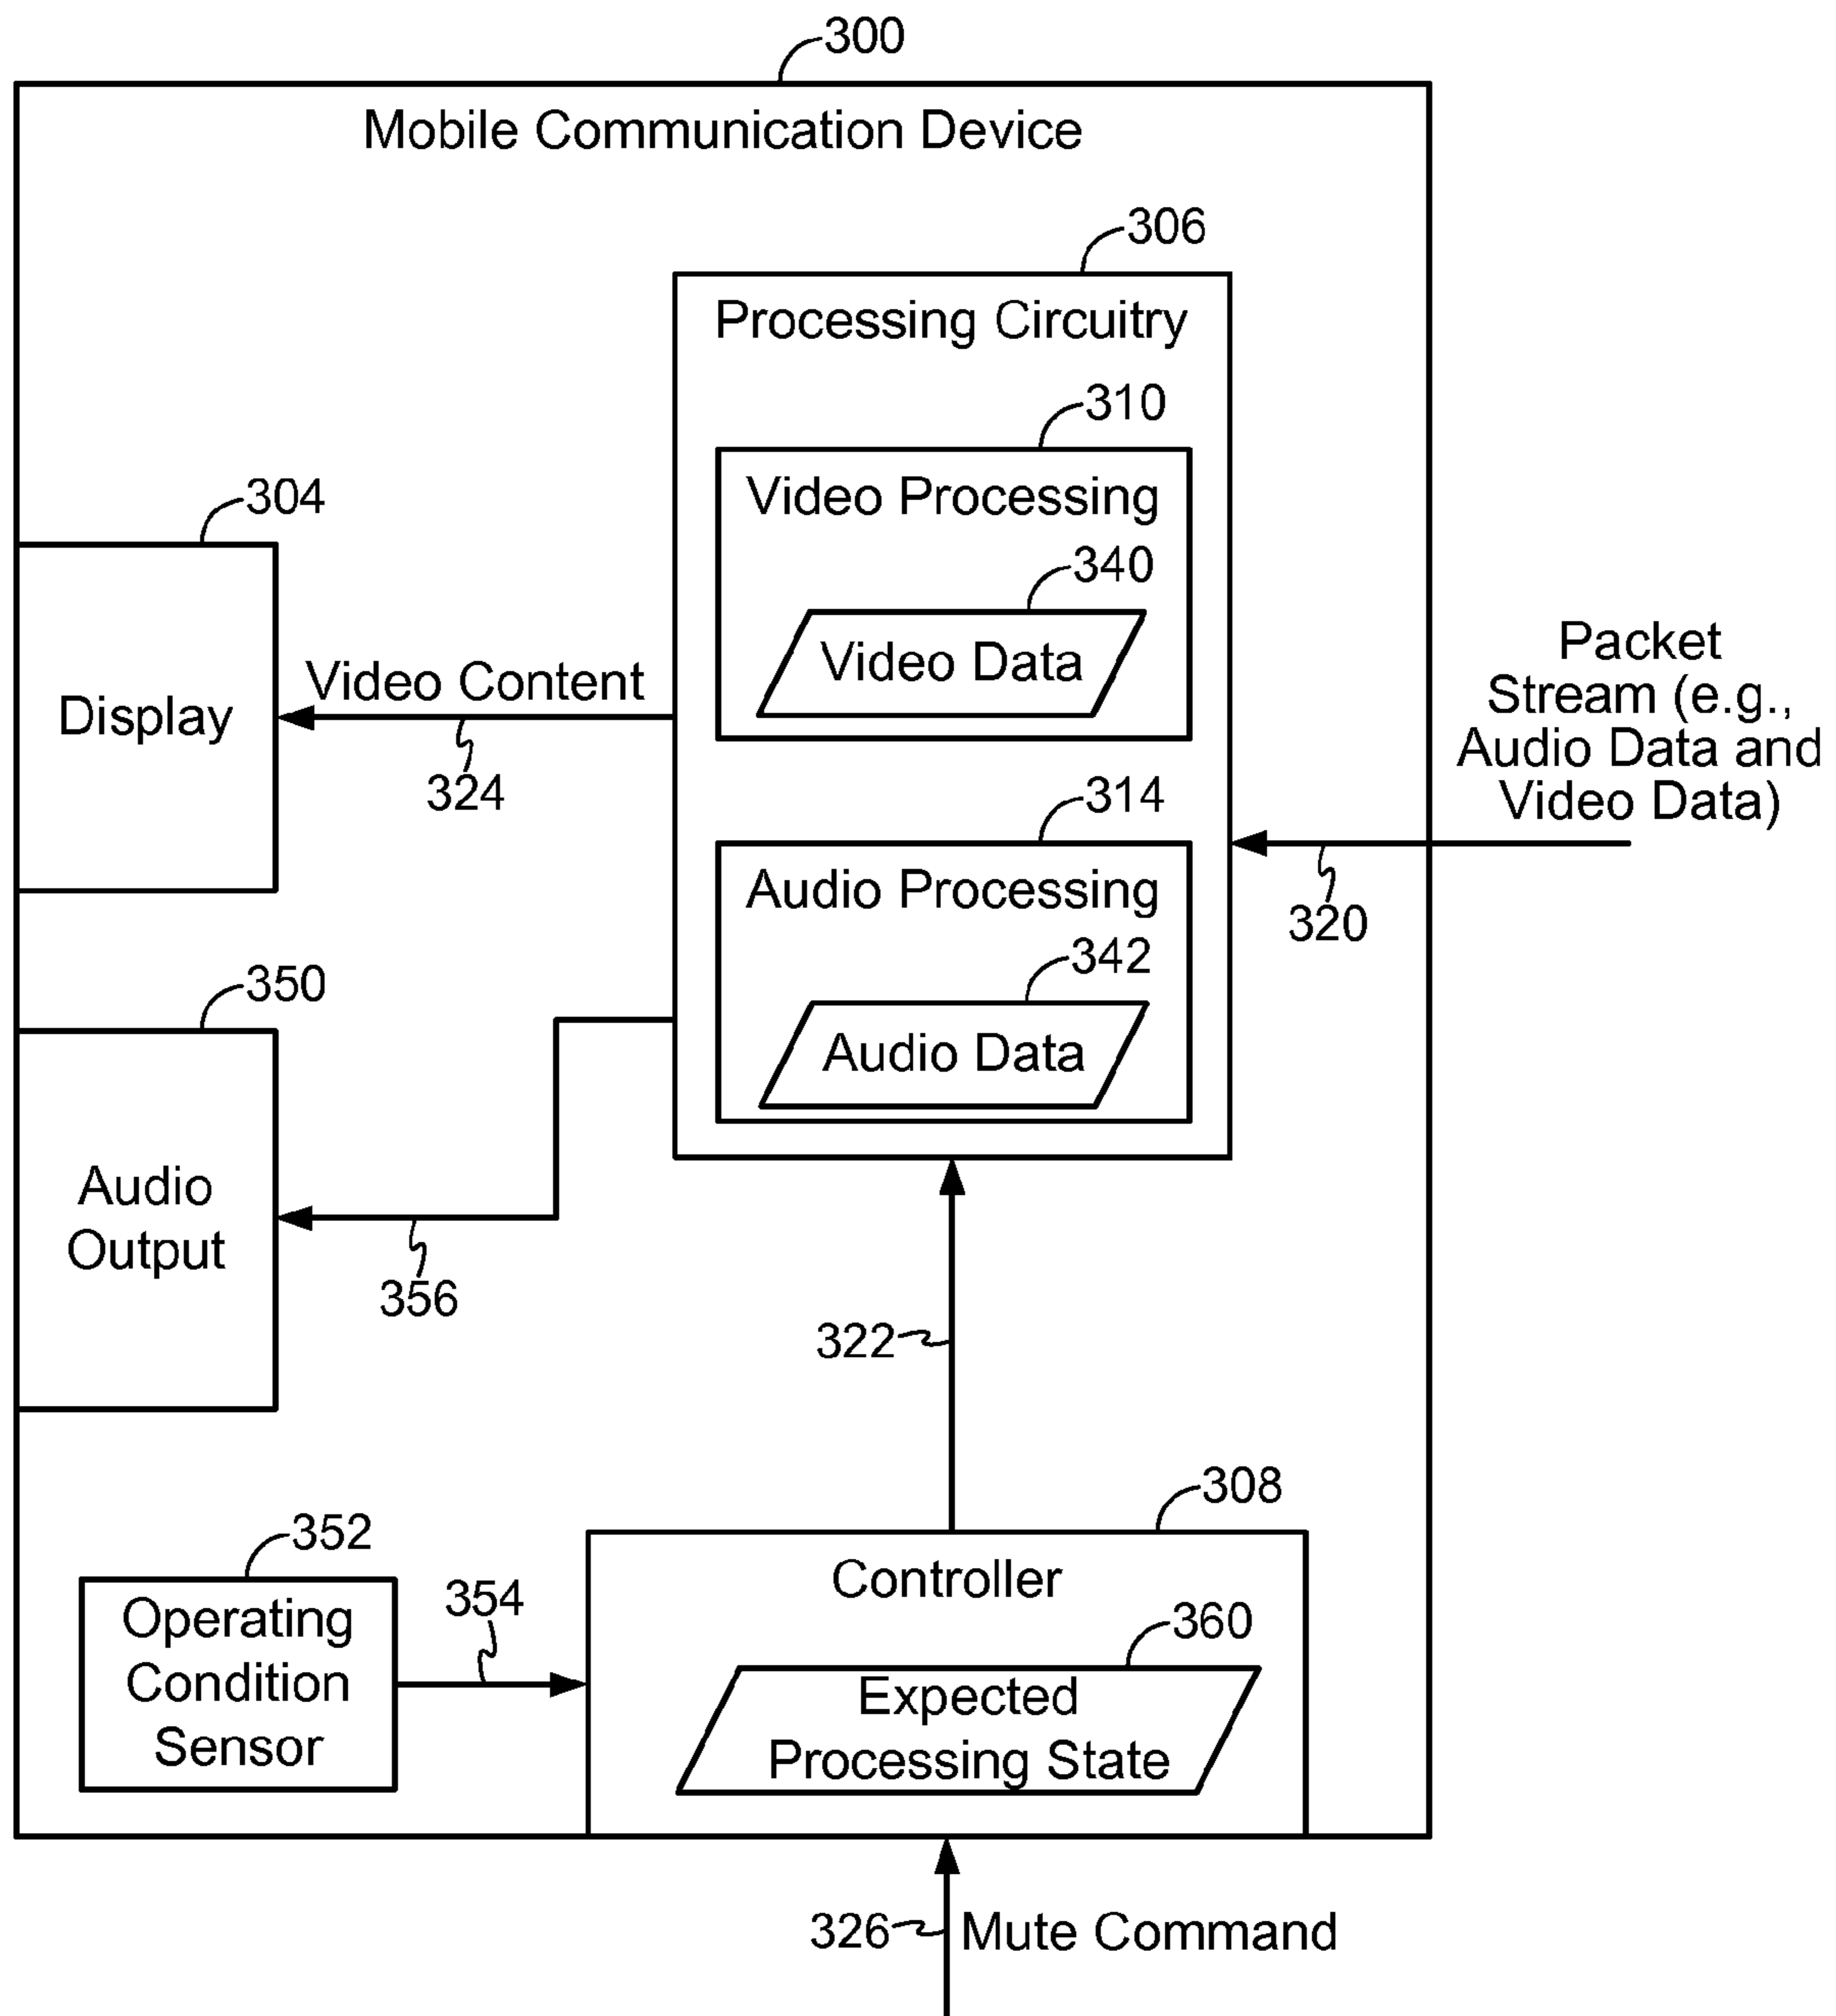 300
Mobile Communication Device
306
Processing Circuitry
310
Video Processing
340
Video Data
304
Display
Video Content
324
Packet
Stream (e.g.,
Audio Data and
Video Data)
320
314
Audio Processing
342
Audio Data
350
Audio
Output
356
322
308
Controller
352
Operating
Condition
Sensor
354
360
Expected
Processing State
326
Mute Command